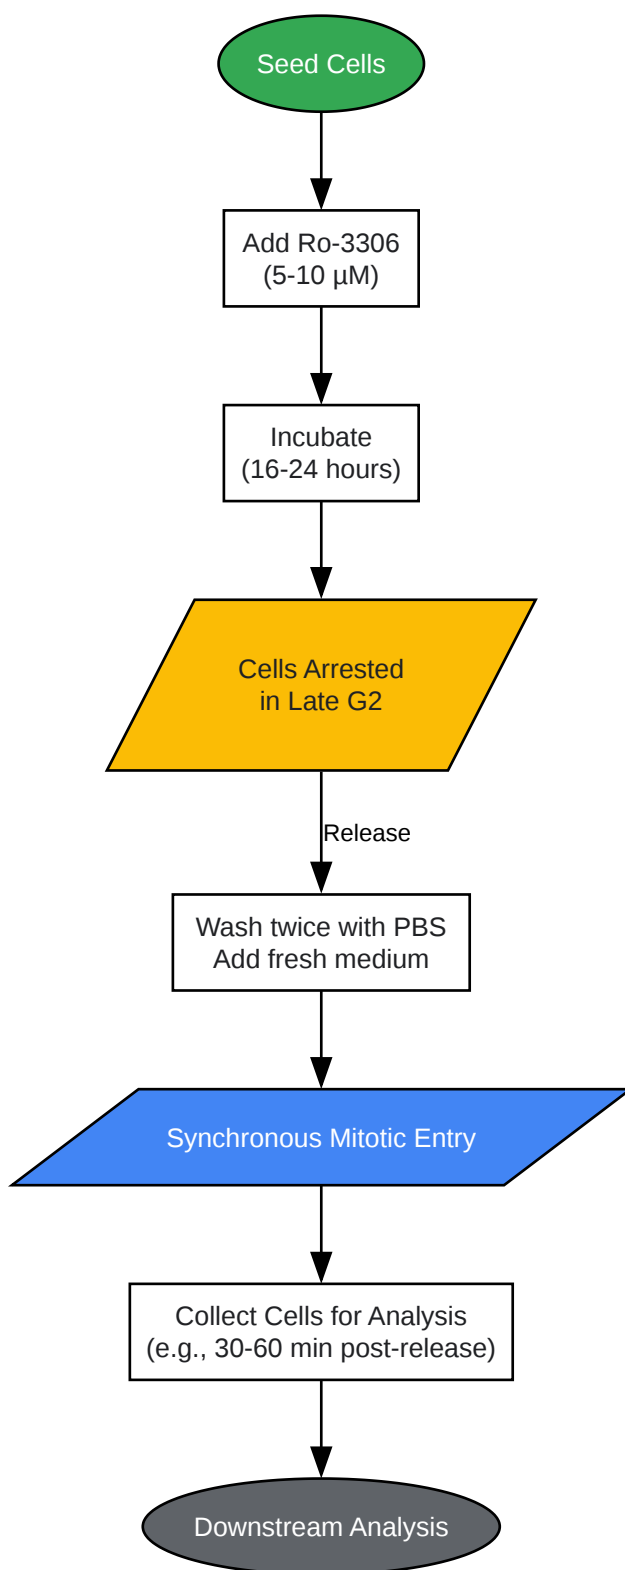 Seed Cells
Add Ro-3306
(5-10 µM)
Incubate
(16-24 hours)
Cells Arrested
in Late G2
Release
Wash twice with PBS
Add fresh medium
Synchronous Mitotic Entry
Collect Cells for Analysis
(e.g., 30-60 min post-release)
Downstream Analysis